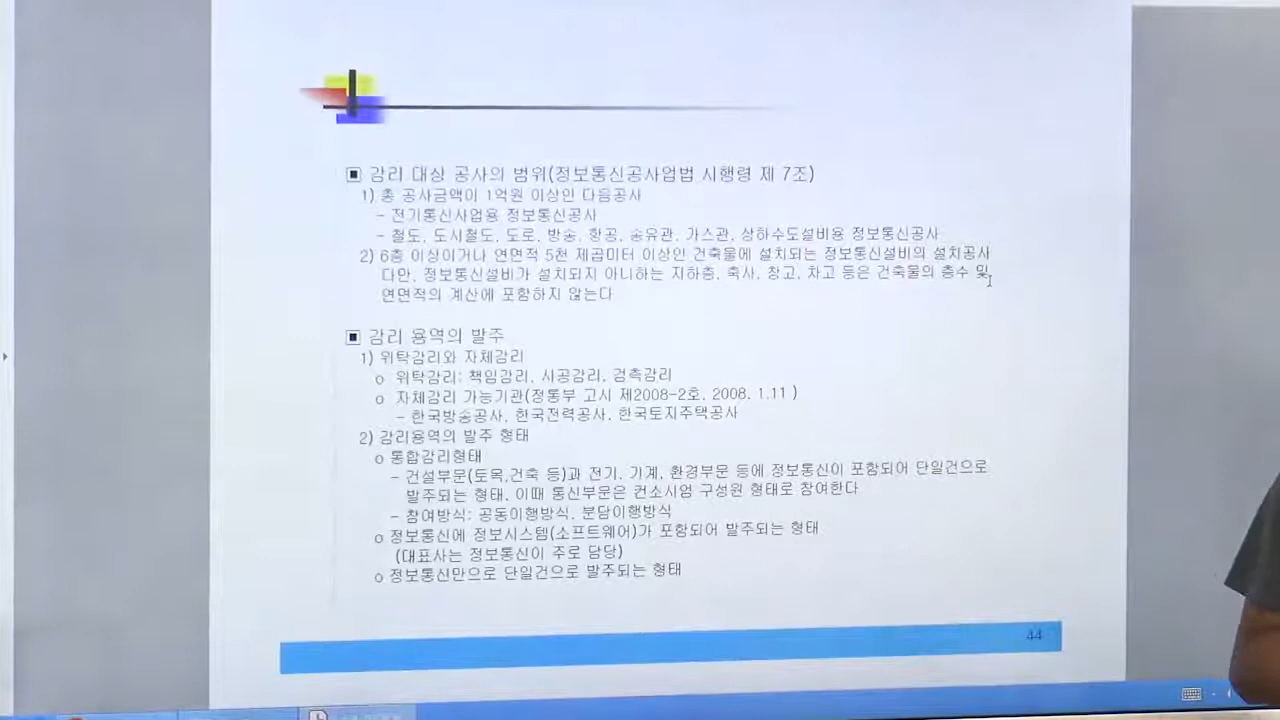 ▣ 감리 대상 공사의 범위(정보통신공사업법 시행령 제 7조)
1) 총 공사금액이 1억원 이상인 다음공사
- 전기통신사업용 정보통신공사
- 철도, 도시철도, 도로, 방송, 항공, 송유관, 가스관, 상하수도설비용 정보통신공사
2) 6층 이상이거나 연면적 5천 제곱미터 이상인 건축물에 설치되는 정보통신설비의 설치공사
다만, 정보통신설비가 설치되지 아니하는 지하층, 축사, 창고, 차고 등은 건축물의 층수 및
연면적의 계산에 포함하지 않는다
▣ 감리 용역의 발주
1) 위탁감리와 자체감리
o 위탁감리: 책임감리, 시공감리, 검측감리
o 자체감리 가능기관(정통부 고시 제2008-2호, 2008. 1.11 )
- 한국방송공사, 한국전력공사, 한국토지주택공사
2) 감리용역의 발주 형태
o 통합감리형태
- 건설부문(토목,건축 등)과 전기, 기계, 환경부문 등에 정보통신이 포함되어 단일건으로
발주되는 형태, 이때 통신부문은 컨소시엄 구성원 형태로 참여한다
- 참여방식: 공동이행방식, 분담이행방식
o 정보통신에 정보시스템(소프트웨어)가 포함되어 발주되는 형태
(대표사는 정보통신이 주로 담당)
o 정보통신만으로 단일건으로 발주되는 형태
44